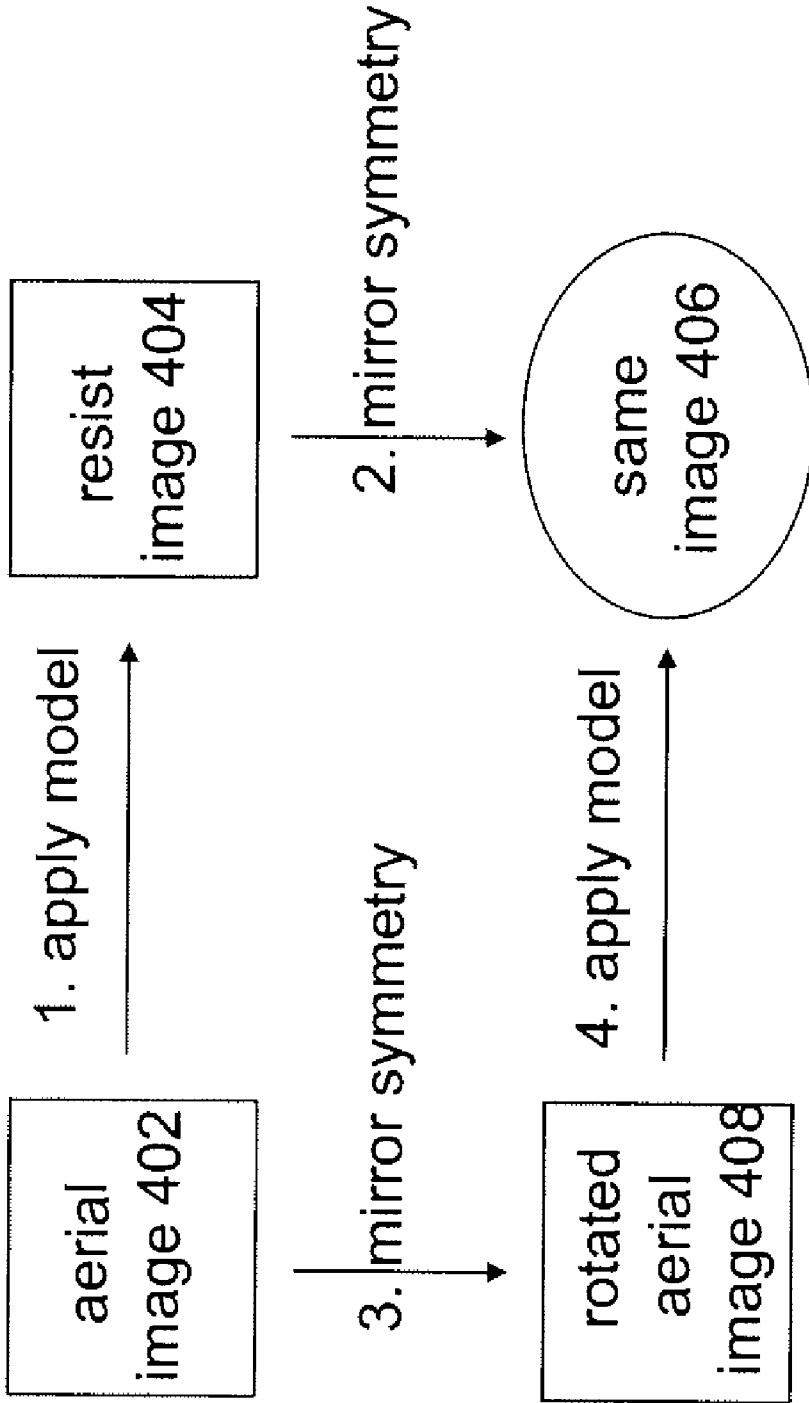 aerial
image 402
1. apply model
resist
image 404
3. mirror symmetry
2. mirror symmetry
rotated
aerial
image 408
4. apply model
same
image 406